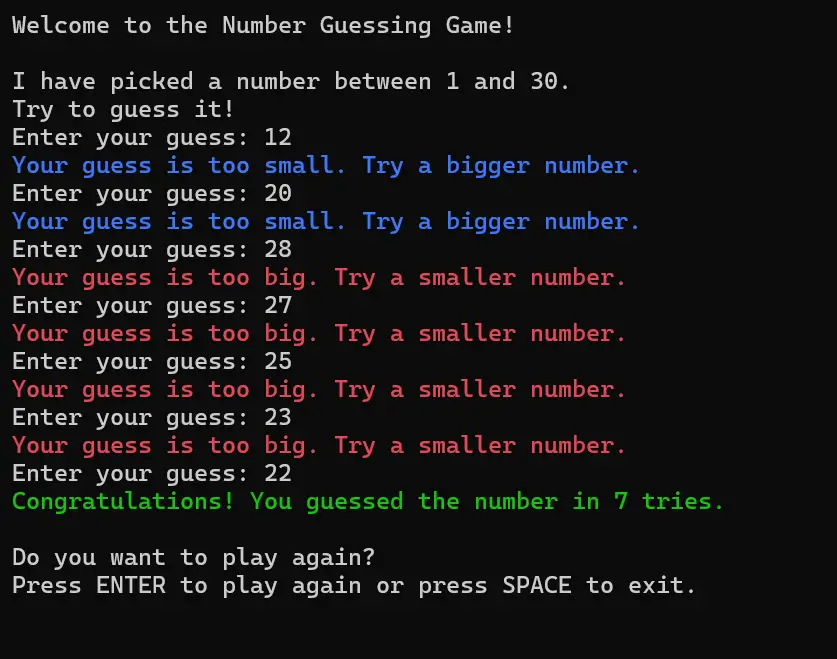 Welcome to the Number Guessing Game!
I have picked a number between 1 and 30.
Try to guess it!
Enter your guess: 12
Your guess is too small. Try a bigger number.
Enter your guess: 20
Your guess is too small. Try a bigger number.
Enter your guess: 28
Your guess is too big. Try a smaller number.
Enter your guess: 27
Your guess is too big. Try a smaller number.
Enter your guess: 25
Your guess is too big. Try a smaller number.
Enter your guess: 23
Your guess is too big. Try a smaller number.
Enter your guess: 22
Congratulations! You guessed the number in 7 tries.
Do you want to play again?
Press ENTER to play again or press SPACE to exit.